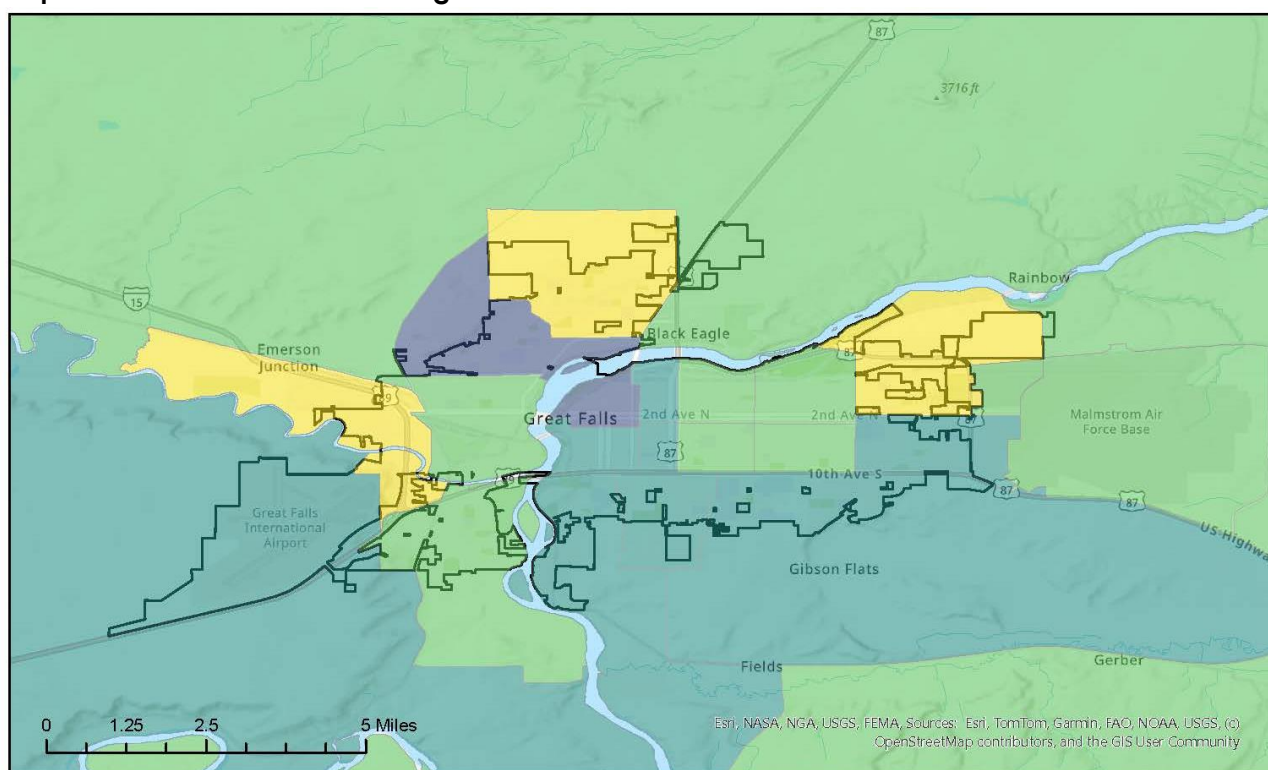 87
3716 ft
Rainbow
15
Black Eagle
Emerson
Junction
87
Great Falls
2nd Ave N
2nd Ave N
87
Malmstrom Air
Force Base
87
10th Ave S
87
87
Great Falls
International
Airport
US Highwa
Gibson Flats
Fields
Gerber
0 1.25 2.5 5 Miles
Esri, NASA, NGA, USGS, FEMA, Sources: Esri, TomTom, Garmin, FAO, NOAA, USGS, (c)
OpenStreetMap contributors, and the GIS User Community